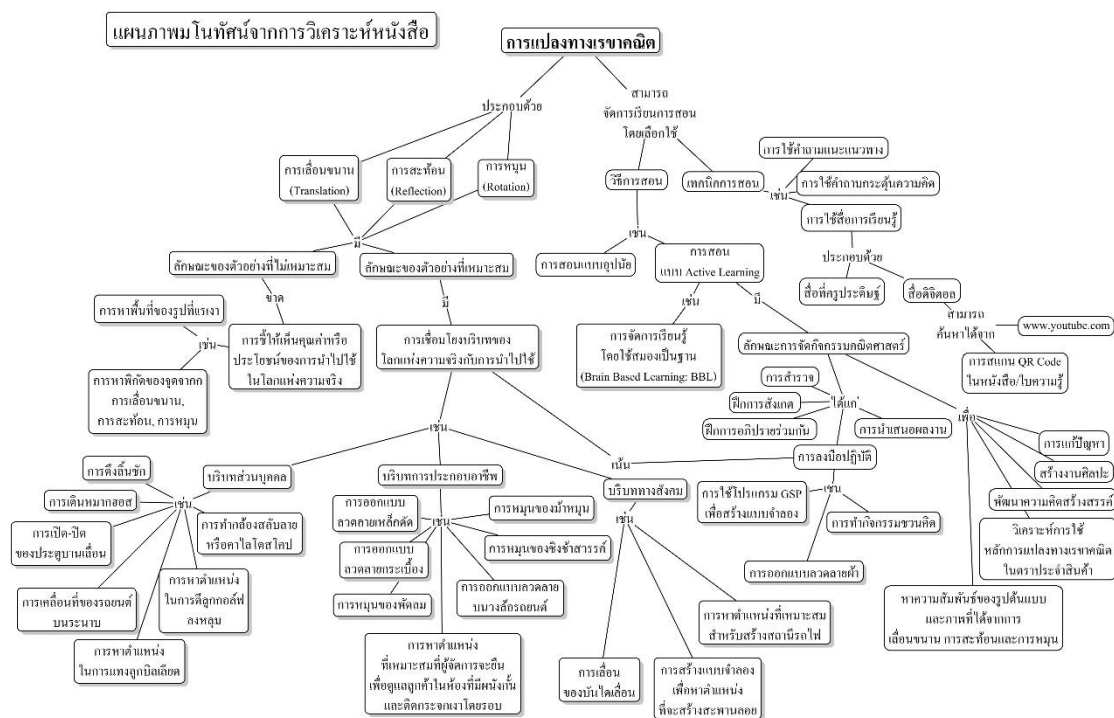 แผนภาพมโนทัศน์จากการวิเคราะห์หนังสือ
การแปลงทางเรขาคณิต
ประกอบด้วย
สามารถ
จัดการเรียนการสอน
โดยเลือกใช้
การเลื่อนขนาน
(Translation)
การสะท้อน
(Reflection)
การหมุน
(Rotation)
วิธีการสอน
เทคนิคการสอน
การใช้คำถามแนะแนวทาง
เช่น
การใช้คำถามกระตุ้นความคิด
การใช้สื่อการเรียนรู้
มี
ลักษณะของตัวอย่างที่ไม่เหมาะสม
ลักษณะของตัวอย่างที่เหมาะสม
เช่น
การสอนแบบอุปนัย
การสอน
แบบ Active Learning
ประกอบด้วย
สื่อที่ครูประดิษฐ์
สื่อดิจิตอล
ขาด
มี
เช่น
มี
สามารถ
ค้นหาได้จาก
www.youtube.com
การสแกน QR Code
ในหนังสือ/ใบความรู้
การหาพื้นที่ของรูปที่แรเงา
เช่น
การชี้ให้เห็นคุณค่าหรือ
ประโยชน์ของการนำไปใช้
ในโลกแห่งความจริง
การหาพิกัดของจุดจากก
การเลื่อนขนาน,
การสะท้อน, การหมุน
การเชื่อมโยงบริบทของ
โลกแห่งความจริงกับการนำไปใช้
การจัดการเรียนรู้
โดยใช้สมองเป็นฐาน
(Brain Based Learning: BBL)
ลักษณะการจัดกิจกรรมคณิตศาสตร์
การสำรวจ
ฝึกการสังเกต
ได้แก่
ฝึกการอภิปรายร่วมกัน
การนำเสนอผลงาน
การลงมือปฏิบัติ
เพื่อ
การแก้ปัญหา
สร้างงานศิลปะ
พัฒนาความคิดสร้างสรรค์
วิเคราะห์การใช้
หลักการแปลงทางเรขาคณิต
ในตราประจำสินค้า
หาความสัมพันธ์ของรูปต้นแบบ
และภาพที่ได้จากการ
เลื่อนขนาน การสะท้อนและการหมุน
เช่น
เน้น
บริบทส่วนบุคคล
บริบทการประกอบอาชีพ
บริบททางสังคม
การดึงลิ้นชัก
การเดินหมากฮอส
เช่น
การเปิด-ปิด
ของประตูบานเลื่อน
การทำกล้องสลับลาย
หรือคาไลโดสโคป
การเคลื่อนที่ของรถยนต์
บนระนาบ
การหาตำแหน่ง
ในการตีลูกกอล์ฟ
ลงหลุม
การหาตำแหน่ง
ในการแทงลูกบิลเลียด
การออกแบบ
ลวดลายเหล็กดัด
เช่น
การหมุนของม้าหมุน
การออกแบบ
ลวดลายกระเบื้อง
การหมุนของชิงช้าสวรรค์
การหมุนของพัดลม
การออกแบบลวดลาย
บนวงล้อรถยนต์
การหาตำแหน่ง
ที่เหมาะสมที่ผู้จัดการจะยืน
เพื่อดูแลลูกค้าในห้องที่มีผนังกั้น
และติดกระจกเงาโดยรอบ
เช่น
การเลื่อน
ของบันไดเลื่อน
การสร้างแบบจำลอง
เพื่อหาตำแหน่ง
ที่จะสร้างสะพานลอย
การหาตำแหน่งที่เหมาะสม
สำหรับสร้างสถานีรถไฟ
การใช้โปรแกรม GSP
เพื่อสร้างแบบจำลอง
เช่น
การทำกิจกรรมชวนคิด
การออกแบบลวดลายผ้า